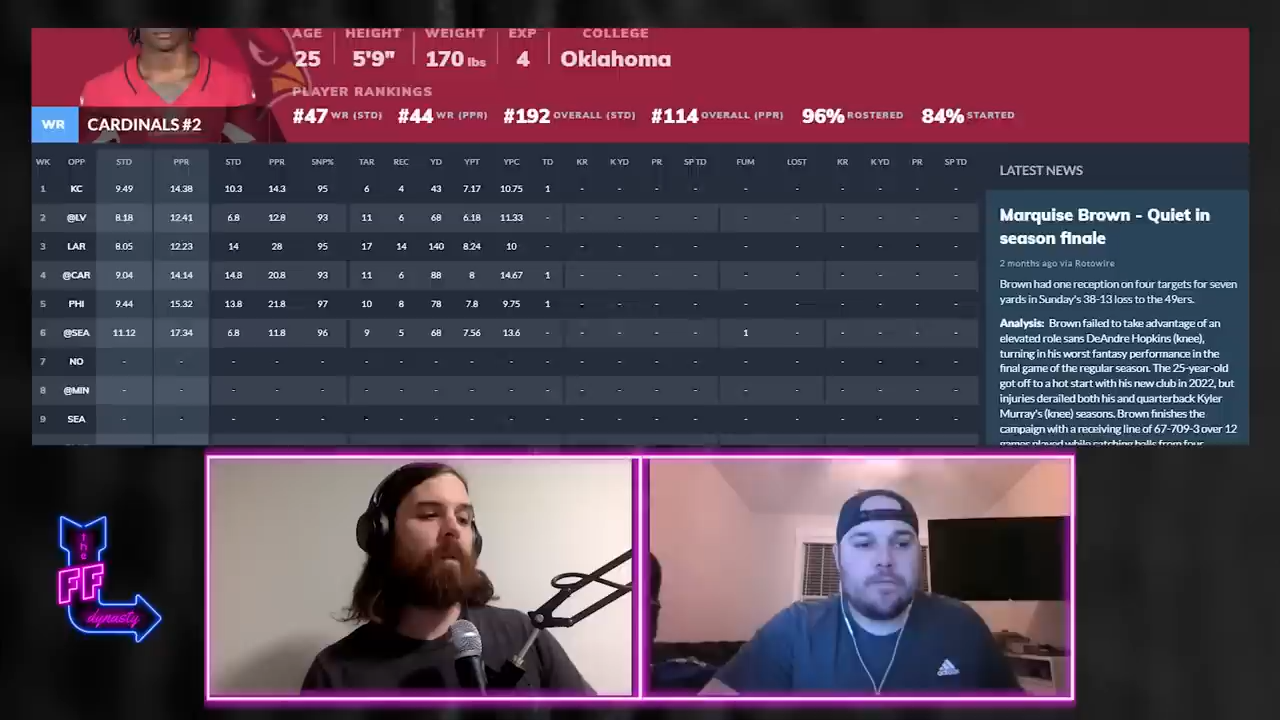 AGE HEIGHT WEIGHT EXP COLLEGE
25 5'9" 170 lbs 4 Oklahoma
PLAYER RANKINGS
#47 WR (STD) #44 WR (PPR) #192 OVERALL (STD) #114 OVERALL (PPR) 96% ROSTERED 84% STARTED
WR CARDINALS #2
WK OPP STD PPR STD PPR SNP% TAR REC YD YPT YPC TD KR K YD PR SP TD FUM LOST KR K YD PR SP TD
1 KC 9.49 14.38 10.3 14.3 95 6 4 43 7.17 10.75 1 - - - - - - - - - -
2 @LV 8.18 12.41 6.8 12.8 93 11 6 68 6.18 11.33 - - - - - - - - - - -
3 LAR 8.05 12.23 14 28 95 17 14 140 8.24 10 - - - - - - - - - - -
4 @CAR 9.04 14.14 14.8 20.8 93 11 6 88 8 14.67 1 - - - - - - - - - -
5 PHI 9.44 15.32 13.8 21.8 97 10 8 78 7.8 9.75 1 - - - - - - - - - -
6 @SEA 11.12 17.34 6.8 11.8 96 9 5 68 7.56 13.6 - - - - - 1 - - - - -
7 NO - - - - - - - - - - - - - - - - - - - - -
8 @MIN - - - - - - - - - - - - - - - - - - - - -
9 SEA - - - - - - - - - - - - - - - - - - - - -
LATEST NEWS
Marquise Brown - Quiet in
season finale
2 months ago via Rotowire
Brown had one reception on four targets for seven
yards in Sunday's 38-13 loss to the 49ers.
Analysis: Brown failed to take advantage of an
elevated role sans DeAndre Hopkins (knee),
turning in his worst fantasy performance in the
final game of the regular season. The 25-year-old
got off to a hot start with his new club in 2022, but
injuries derailed both his and quarterback Kyler
Murray's (knee) seasons. Brown finishes the
campaign with a receiving line of 67-709-3 over 12
games played while catching balls from four
the
FF
dynasty
adidas